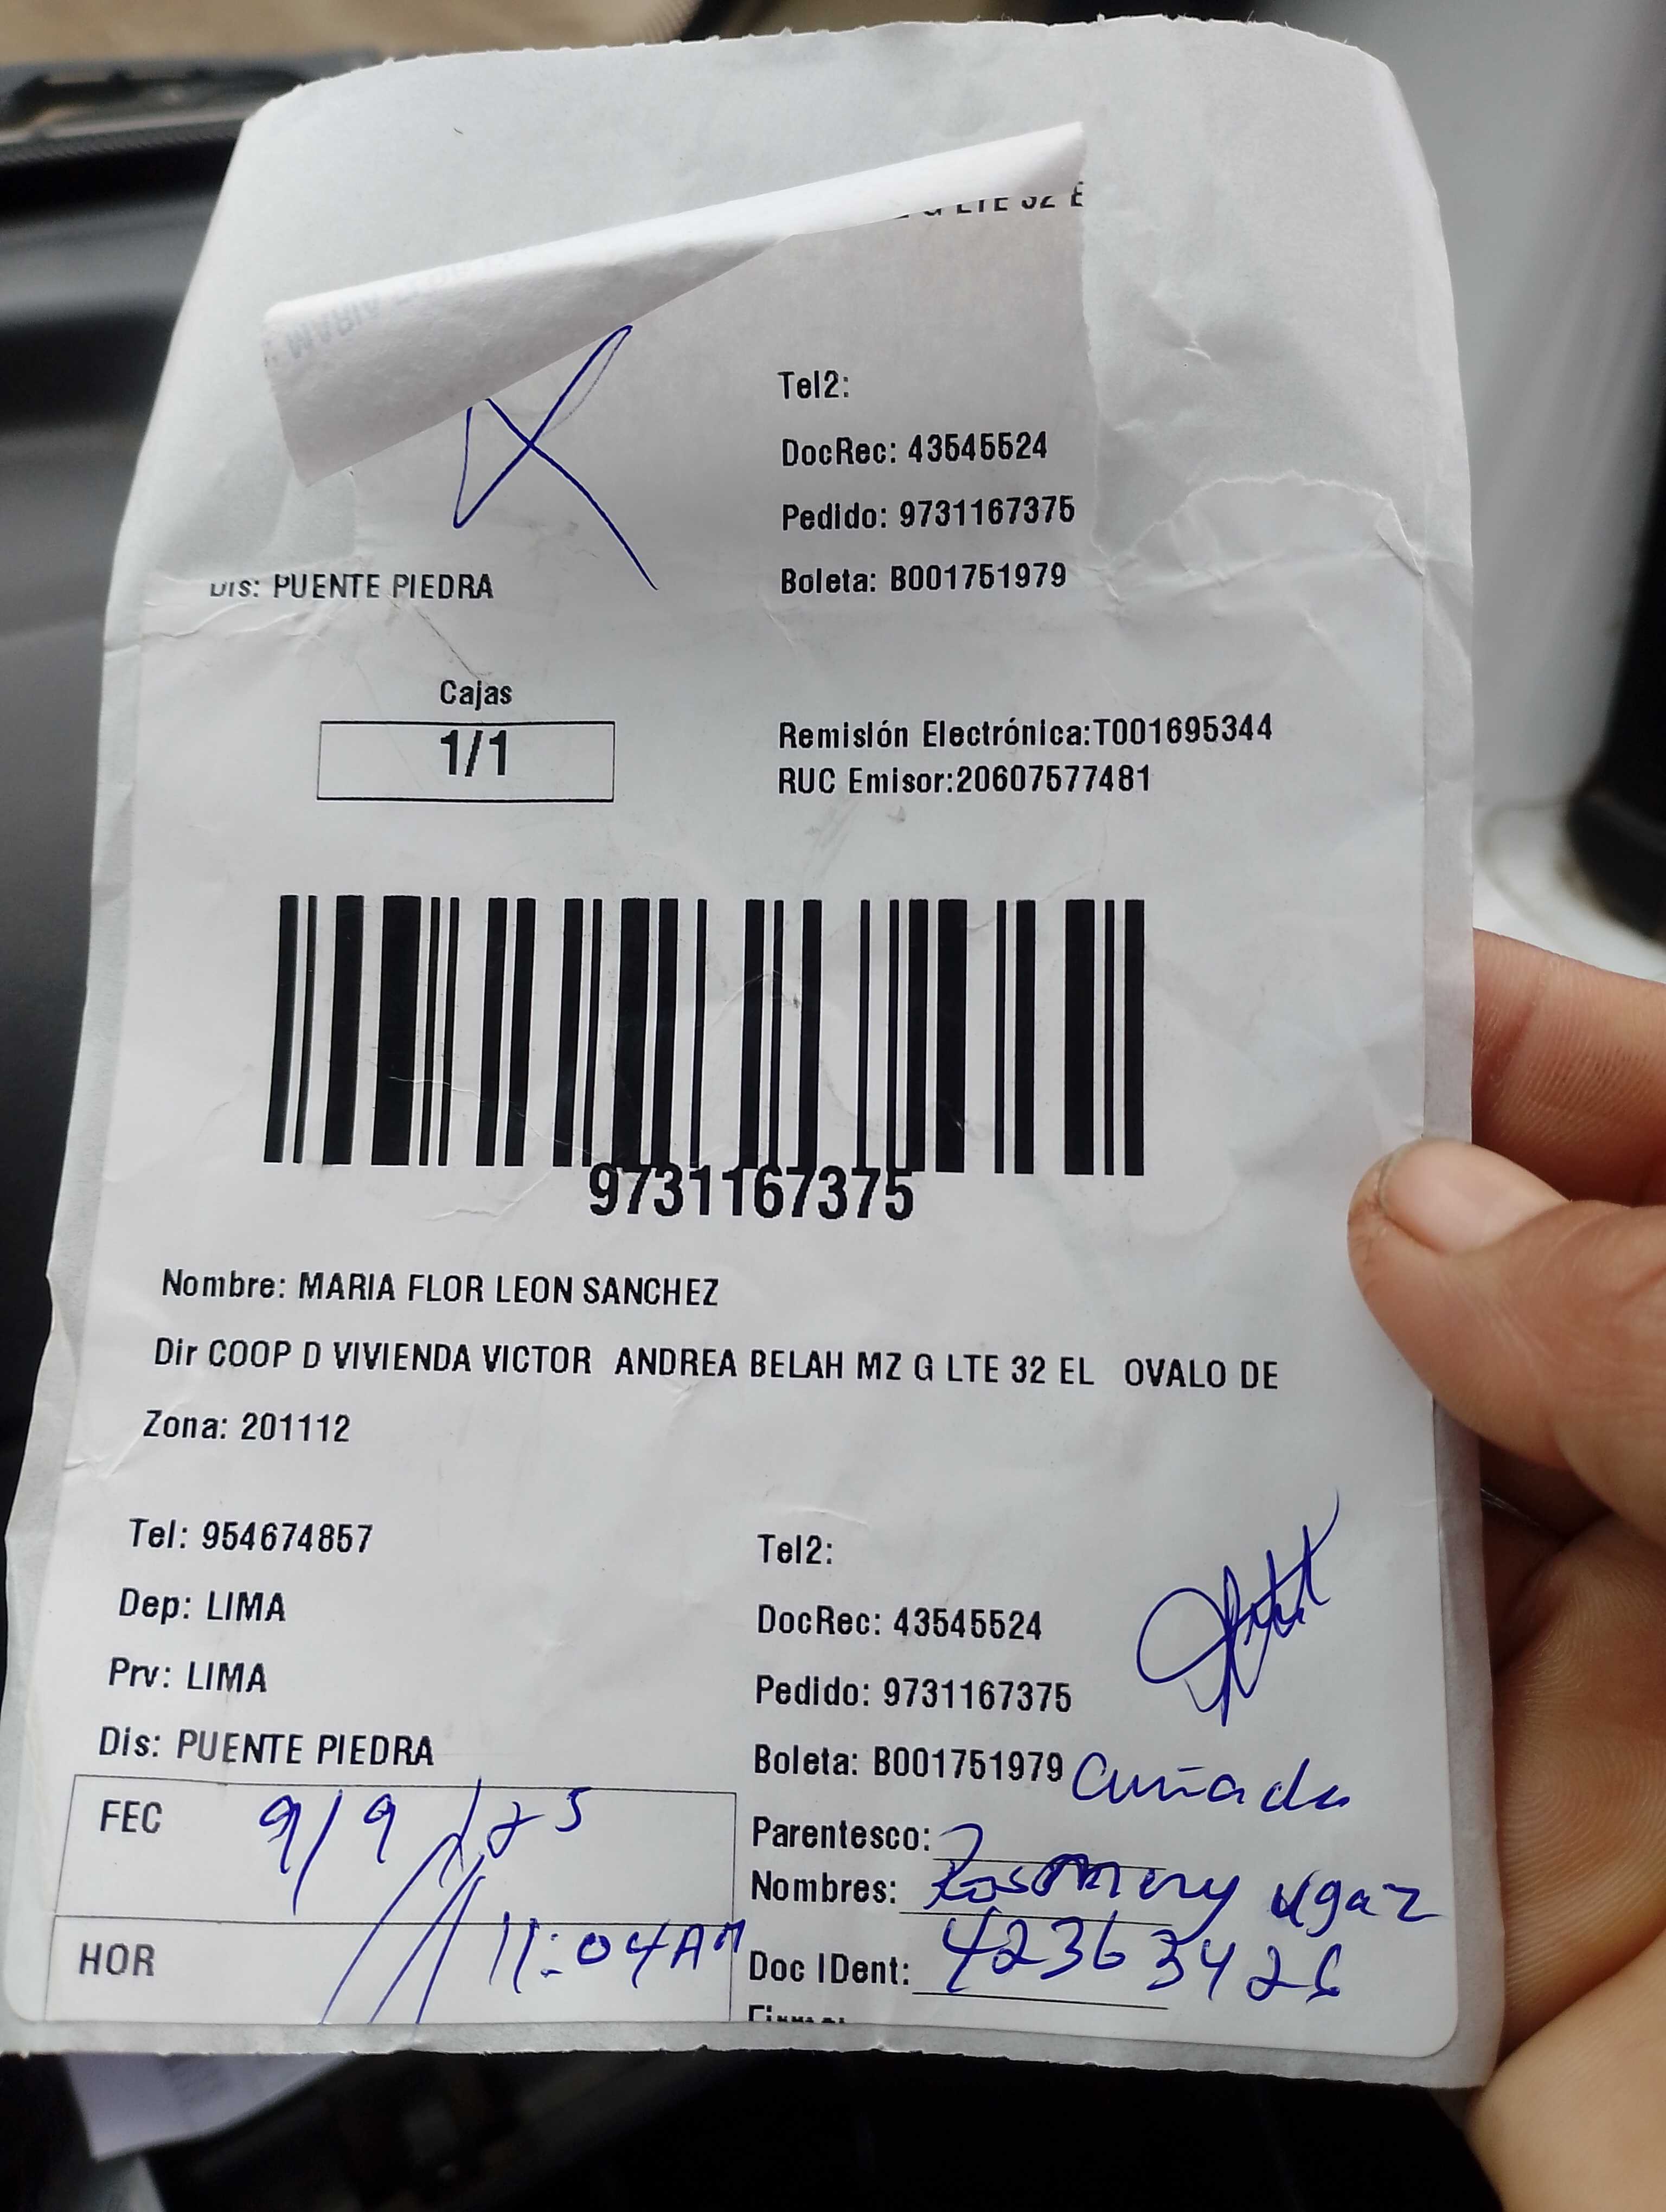 G LTE 32 E
Tel2:
DocRec: 43545524
Pedido: 9731167375
Dis: PUENTE PIEDRA
Boleta: B001751979
Cajas
1/1
Remisión Electrónica:T001695344
RUC Emisor:20607577481
9731167375
Nombre: MARIA FLOR LEON SANCHEZ
Dir COOP D VIVIENDA VICTOR ANDREA BELAH MZ G LTE 32 EL OVALO DE
Zona: 201112
Tel: 954674857
Dep: LIMA
Prv: LIMA
Dis: PUENTE PIEDRA
Tel2:
DocRec: 43545524
Pedido: 9731167375
Boleta: B001751979
Cuñada
FEC 9/9/25
HOR 11:04AM
Parentesco:
Nombres: Rosmery Ugaz
Doc IDent: 42363426
Firma: